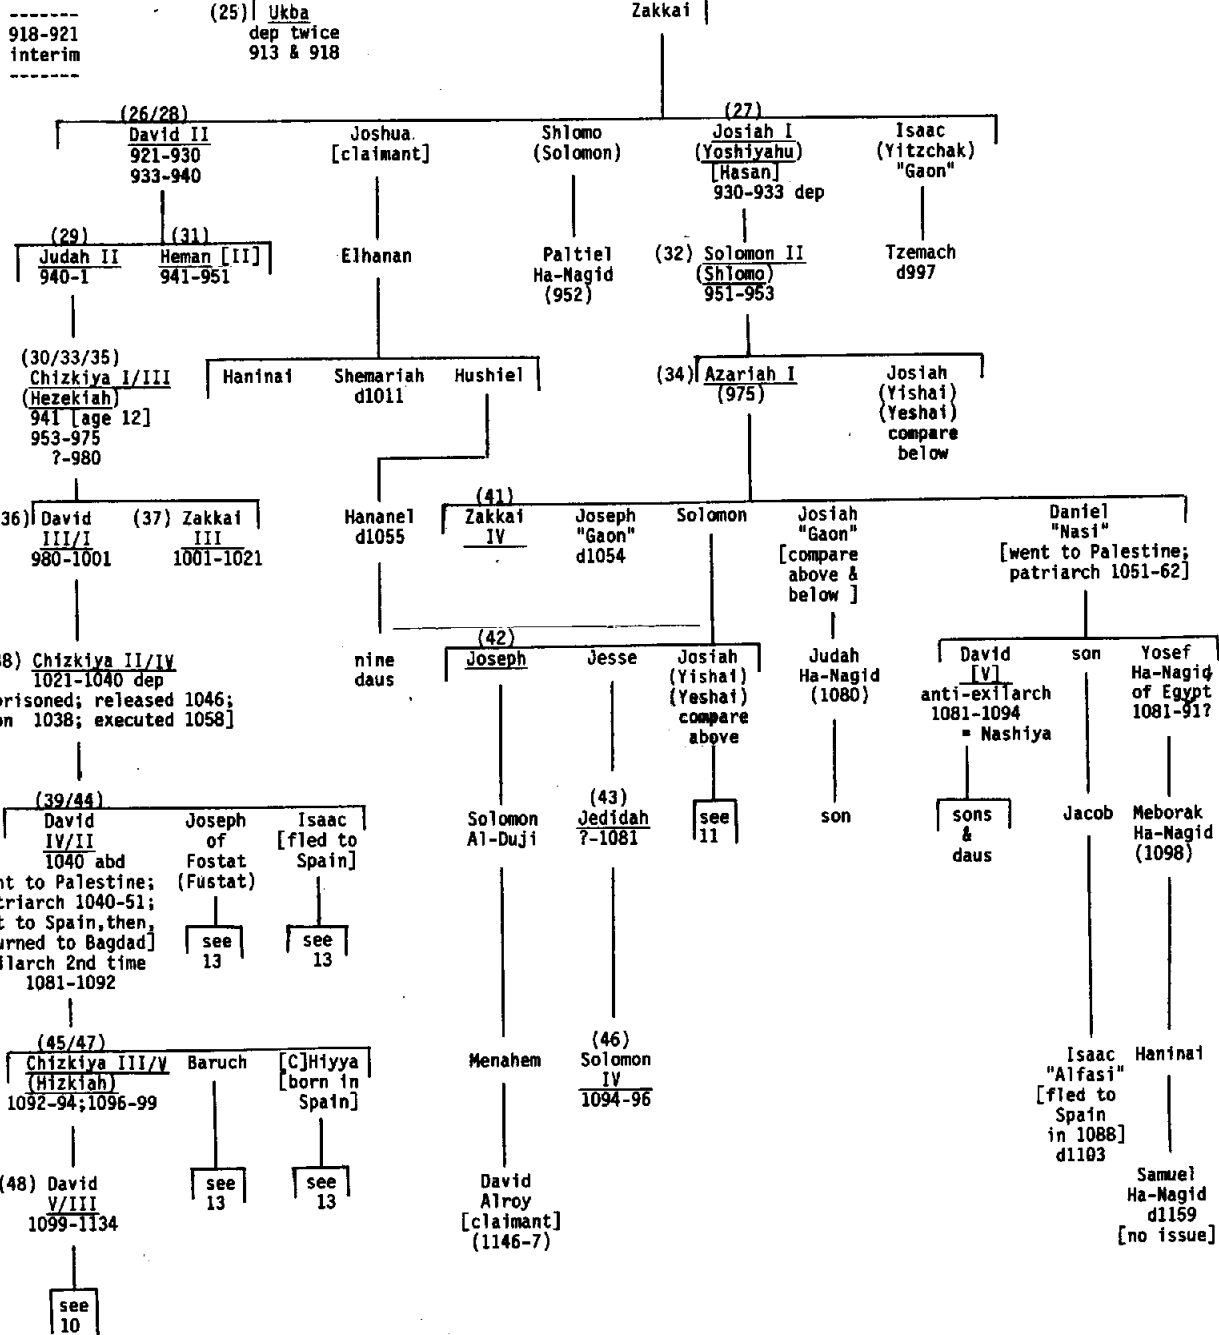 -------
918-921
interim
-------
(25) Ukba
dep twice
913 & 918
Zakkai
(26/28)
David II
921-930
933-940
Joshua
[claimant]
Shlomo
(Solomon)
(27)
Josiah I
(Yoshiyahu)
[Hasan]
930-933 dep
Isaac
(Yitzchak)
"Gaon"
(29)
Judah II
940-1
(31)
Heman [II]
941-951
Elhanan
Paltiel
Ha-Nagid
(952)
(32) Solomon II
(Shlomo)
951-953
Tzemach
d997
(30/33/35)
Chizkiya I/III
(Hezekiah)
941 [age 12]
953-975
?-980
Haninai
Shemariah
d1011
Hushiel
(34) Azariah I
(975)
Josiah
(Yishai)
(Yeshai)
compare
below
36) David
III/I
980-1001
(37) Zakkai
III
1001-1021
Hananel
d1055
(41)
Zakkai
IV
Joseph
"Gaon"
d1054
Solomon
Josiah
"Gaon"
[compare
above &
below ]
Daniel
"Nasi"
[went to Palestine;
patriarch 1051-62]
8) Chizkiya II/IV
1021-1040 dep
prisoned; released 1046;
on 1038; executed 1058]
nine
daus
(42)
Joseph
Jesse
Josiah
(Yishai)
(Yeshai)
compare
above
Judah
Ha-Nagid
(1080)
David
[V]
anti-exilarch
1081-1094
= Nashiya
son
Yosef
Ha-Nagid
of Egypt
1081-91?
(39/44)
David
IV/II
1040 abd
nt to Palestine;
triarch 1040-51;
t to Spain,then,
urned to Bagdad]
ilarch 2nd time
1081-1092
Joseph
of
Fostat
(Fustat)
Isaac
[fled to
Spain]
see
13
see
13
Solomon
Al-Duji
(43)
Jedidah
?-1081
see
11
son
sons
&
daus
Jacob
Meborak
Ha-Nagid
(1098)
(45/47)
Chizkiya III/V
(Hizkiah)
1092-94;1096-99
Baruch
[C]Hiyya
[born in
Spain]
Menahem
(46)
Solomon
IV
1094-96
Isaac
"Alfasi"
[fled to
Spain
in 1088]
d1103
Haninai
(48) David
V/III
1099-1134
see
13
see
13
David
Alroy
[claimant]
(1146-7)
Samuel
Ha-Nagid
d1159
[no issue]
see
10